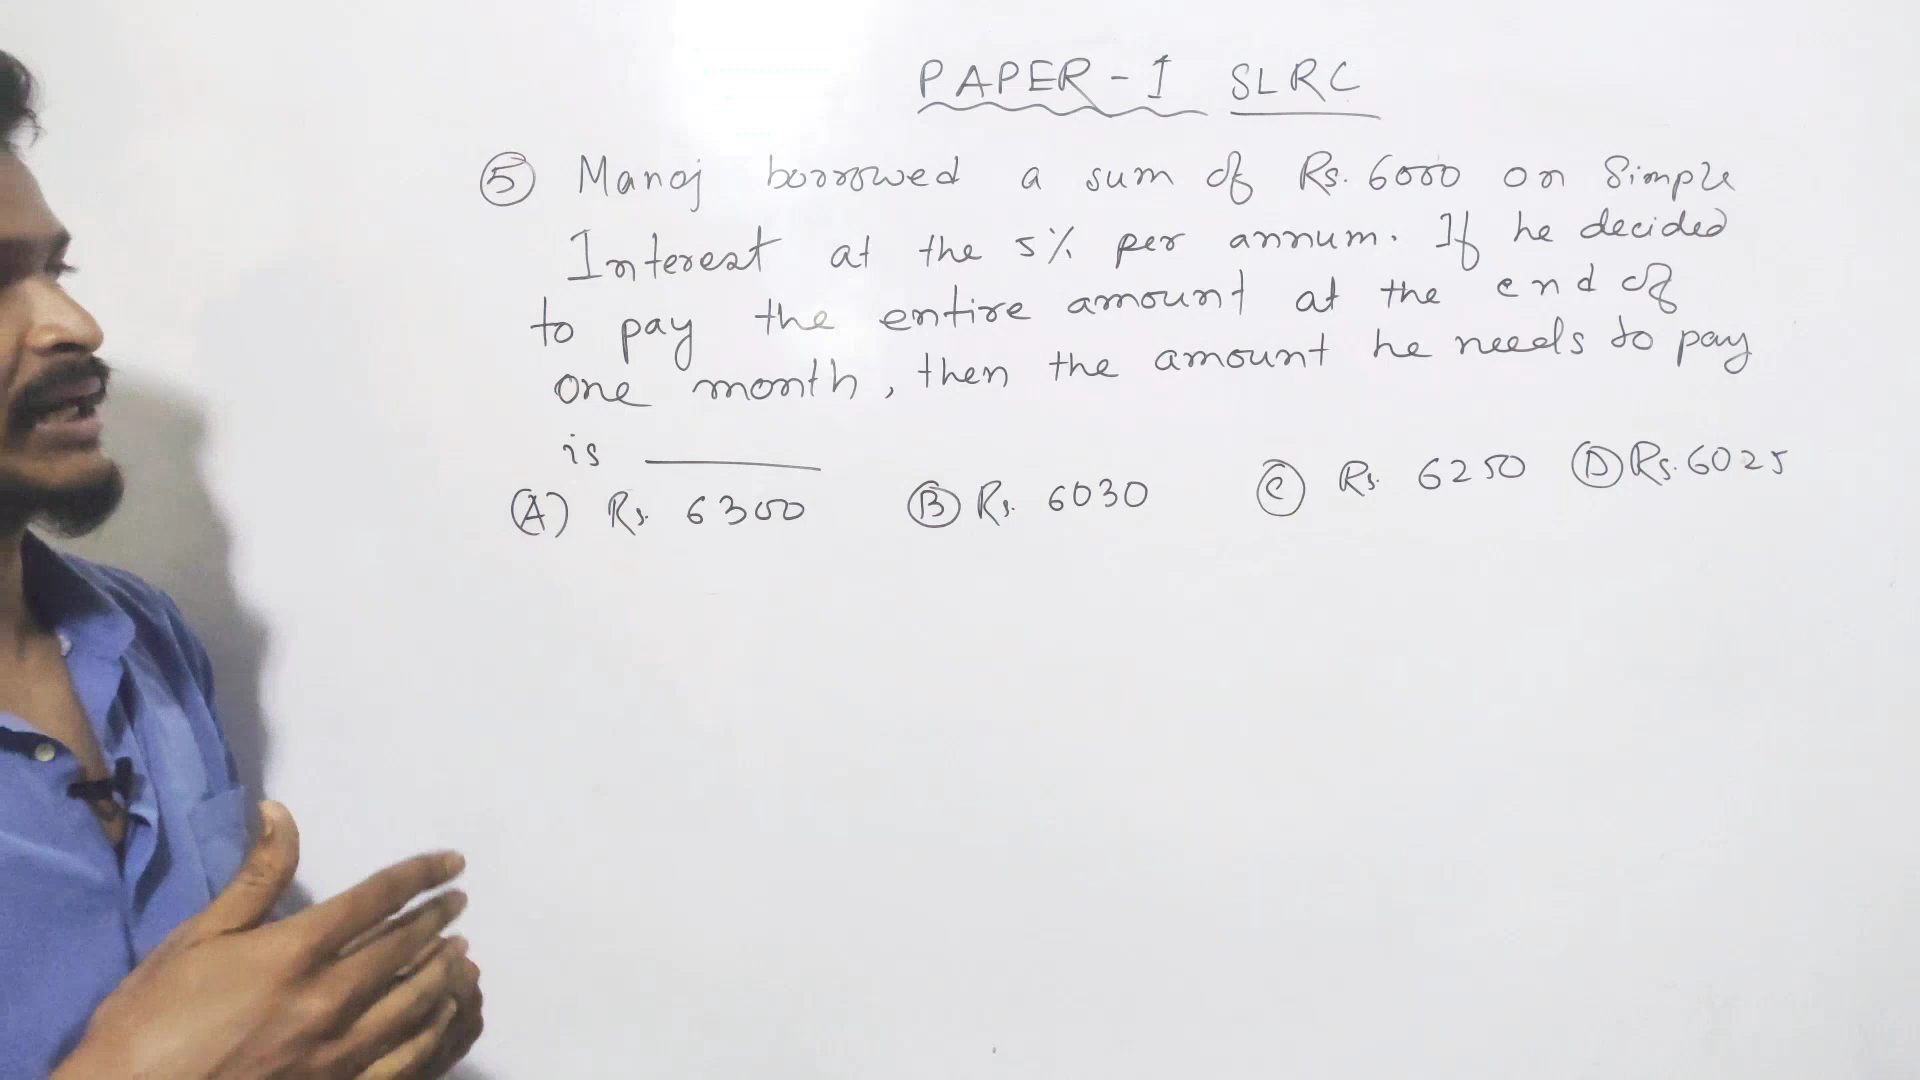 PAPER - I SLRC
⑤ Manoj borrowed a sum of Rs. 6000 on Simple
Interest at the 5% per annum. If he decided
to pay the entire amount at the end of
one month, then the amount he needs to pay
is ______
(A) Rs. 6300 (B) Rs. 6030 (C) Rs. 6250 (D) Rs. 6025